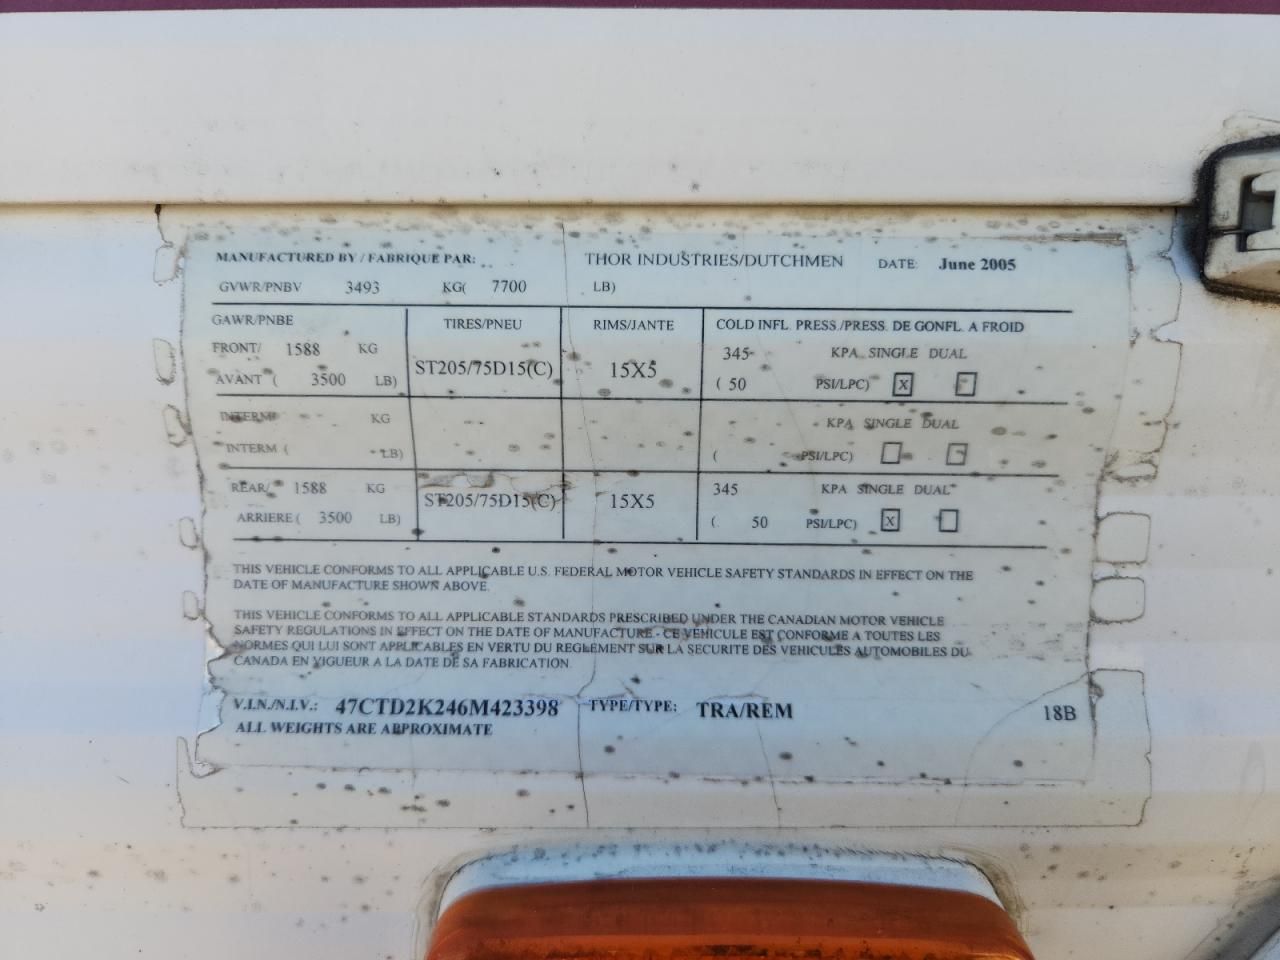 MANUFACTURED BY / FABRIQUE PAR: THOR INDUSTRIES/DUTCHMEN DATE: June 2005
GVWR/PNBV 3493 KG( 7700 LB)
GAWR/PNBE TIRES/PNEU RIMS/JANTE COLD INFL. PRESS./PRESS. DE GONFL. A FROID
FRONT/ 1588 KG 345 KPA SINGLE DUAL
ST205/75D15(C) 15X5
AVANT ( 3500 LB) ( 50 PSI/LPC) X
INTERM/ KG KPA SINGLE DUAL
INTERM ( LB) ( PSI/LPC)
REAR/ 1588 KG 345 KPA SINGLE DUAL
ST205/75D15(C) 15X5
ARRIERE ( 3500 LB) ( 50 PSI/LPC) X
THIS VEHICLE CONFORMS TO ALL APPLICABLE U.S. FEDERAL MOTOR VEHICLE SAFETY STANDARDS IN EFFECT ON THE
DATE OF MANUFACTURE SHOWN ABOVE.
THIS VEHICLE CONFORMS TO ALL APPLICABLE STANDARDS PRESCRIBED UNDER THE CANADIAN MOTOR VEHICLE
SAFETY REGULATIONS IN EFFECT ON THE DATE OF MANUFACTURE - CE VEHICULE EST CONFORME A TOUTES LES
NORMES QUI LUI SONT APPLICABLES EN VERTU DU REGLEMENT SUR LA SECURITE DES VEHICULES AUTOMOBILES DU
CANADA EN VIGUEUR A LA DATE DE SA FABRICATION.
V.I.N./N.I.V.: 47CTD2K246M423398 TYPE/TYPE: TRA/REM 18B
ALL WEIGHTS ARE APPROXIMATE